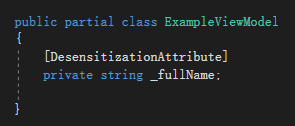 public partial class ExampleViewModel
{
[DesensitizationAttribute]
private string _fullName;
}